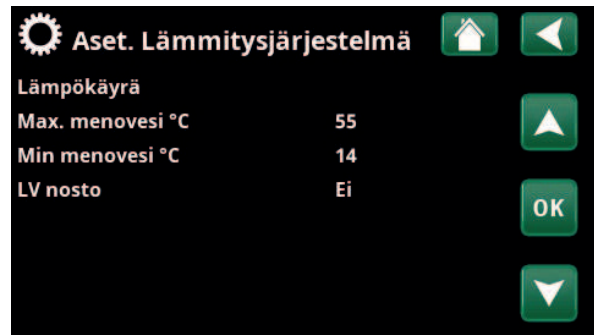 Aset. Lämmitysjärjestelmä
Lämpökäyrä
Max. menovesi °C 55
Min menovesi °C 14
LV nosto Ei
OK